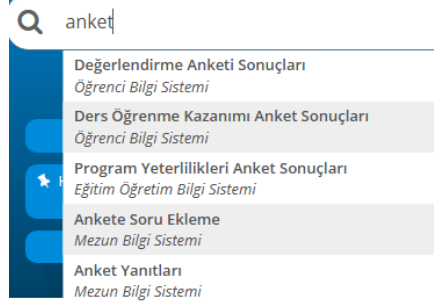 anket
Değerlendirme Anketi Sonuçları
Öğrenci Bilgi Sistemi
Ders Öğrenme Kazanımı Anket Sonuçları
Öğrenci Bilgi Sistemi
Program Yeterlilikleri Anket Sonuçları
Eğitim Öğretim Bilgi Sistemi
Ankete Soru Ekleme
Mezun Bilgi Sistemi
Anket Yanıtları
Mezun Bilgi Sistemi